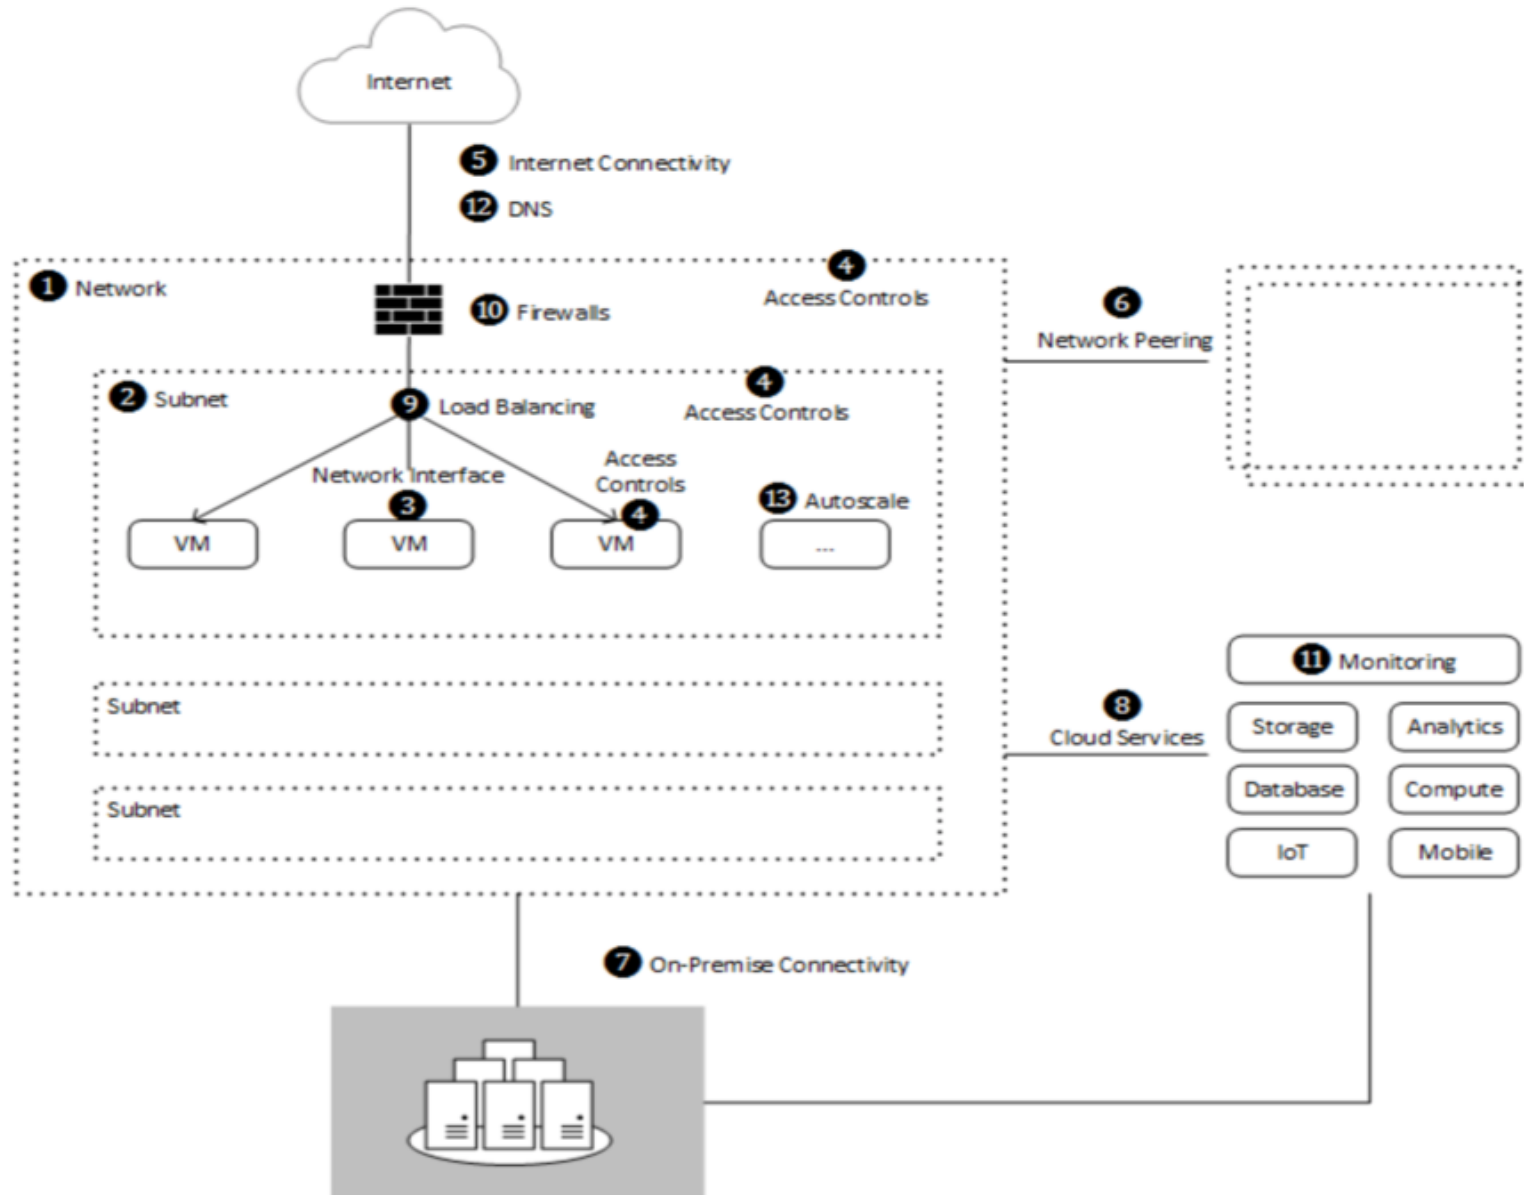 Internet
5 Internet Connectivity
12 DNS
1 Network
4
Access Controls
10 Firewalls
6
Network Peering
2 Subnet
9 Load Balancing
4
Access Controls
Network Interface
3
Access
Controls
4
13 Autoscale
VM
VM
VM
...
Subnet
Subnet
8
Cloud Services
11 Monitoring
Storage
Analytics
Database
Compute
IoT
Mobile
7 On-Premise Connectivity